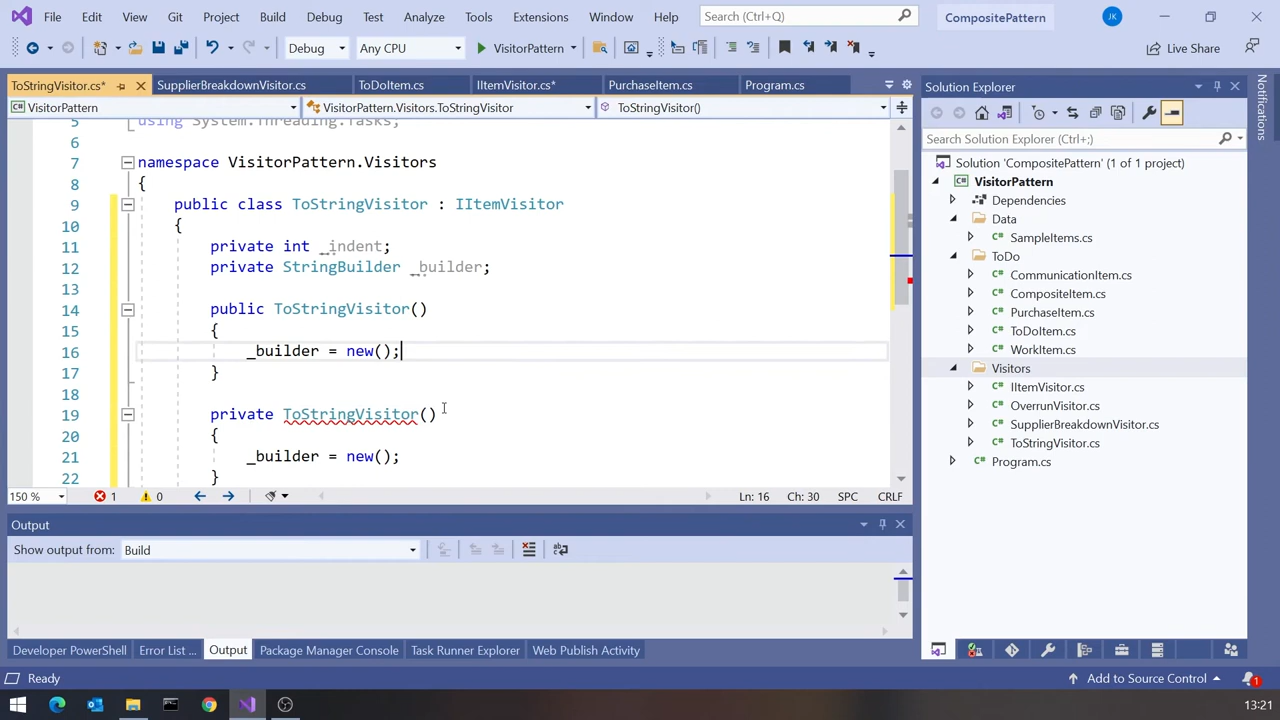 File Edit View Git Project Build Debug Test Analyze Tools Extensions Window Help Search (Ctrl+Q) CompositePattern JK
Debug Any CPU VisitorPattern Live Share
ToStringVisitor.cs* SupplierBreakdownVisitor.cs ToDoItem.cs IItemVisitor.cs* PurchaseItem.cs Program.cs
VisitorPattern VisitorPattern.Visitors.ToStringVisitor ToStringVisitor()
5 using System.Threading.Tasks;
6
7 namespace VisitorPattern.Visitors
8 {
9 public class ToStringVisitor : IItemVisitor
10 {
11 private int _indent;
12 private StringBuilder _builder;
13
14 public ToStringVisitor()
15 {
16 _builder = new();
17 }
18
19 private ToStringVisitor()
20 {
21 _builder = new();
22 }
150 % 1 0 Ln: 16 Ch: 30 SPC CRLF
Output
Show output from: Build
Developer PowerShell Error List ... Output Package Manager Console Task Runner Explorer Web Publish Activity
Solution Explorer
Search Solution Explorer (Ctrl+;)
Solution 'CompositePattern' (1 of 1 project)
VisitorPattern
Dependencies
Data
C# SampleItems.cs
ToDo
C# CommunicationItem.cs
C# CompositeItem.cs
C# PurchaseItem.cs
C# ToDoItem.cs
C# WorkItem.cs
Visitors
C# IItemVisitor.cs
C# OverrunVisitor.cs
C# SupplierBreakdownVisitor.cs
C# ToStringVisitor.cs
C# Program.cs
Notifications
Ready Add to Source Control 1
13:21